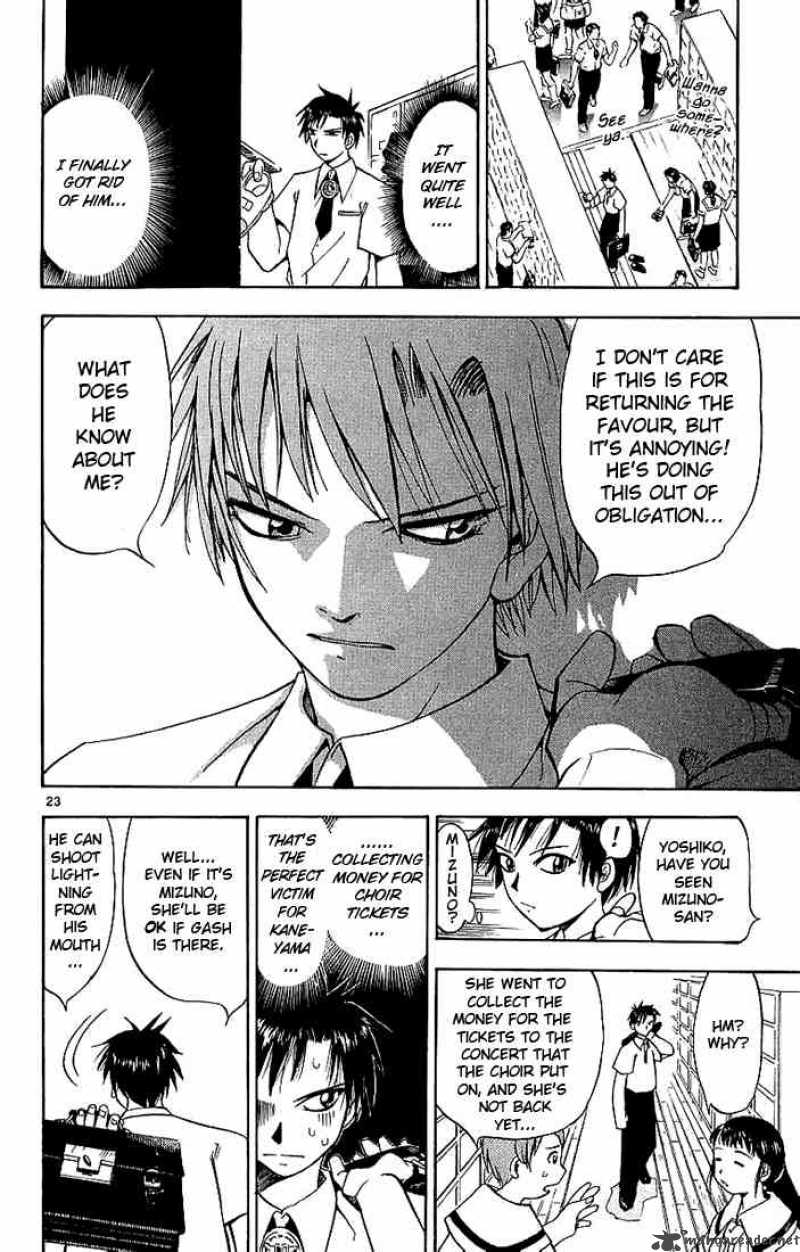 Wanna
go
some-
where?
See
ya.
IT
WENT
QUITE
WELL
....
I FINALLY
GOT RID
OF HIM...
I DON'T CARE
IF THIS IS FOR
RETURNING THE
FAVOUR, BUT
IT'S ANNOYING!
HE'S DOING
THIS OUT OF
OBLIGATION...
WHAT
DOES
HE
KNOW
ABOUT
ME?
23
YOSHIKO,
HAVE YOU
SEEN
MIZUNO-
SAN?
!
MIZUNO?
HM?
WHY?
SHE WENT TO
COLLECT THE
MONEY FOR THE
TICKETS TO THE
CONCERT THAT
THE CHOIR PUT
ON, AND SHE'S
NOT BACK
YET...
......
COLLECTING
MONEY FOR
CHOIR
TICKETS
...
THAT'S
THE
PERFECT
VICTIM
FOR
KANE-
YAMA
...
WELL...
EVEN IF IT'S
MIZUNO,
SHE'LL BE
OK IF GASH
IS THERE.
HE CAN
SHOOT
LIGHT-
NING
FROM
HIS
MOUTH
...
mangareader.net